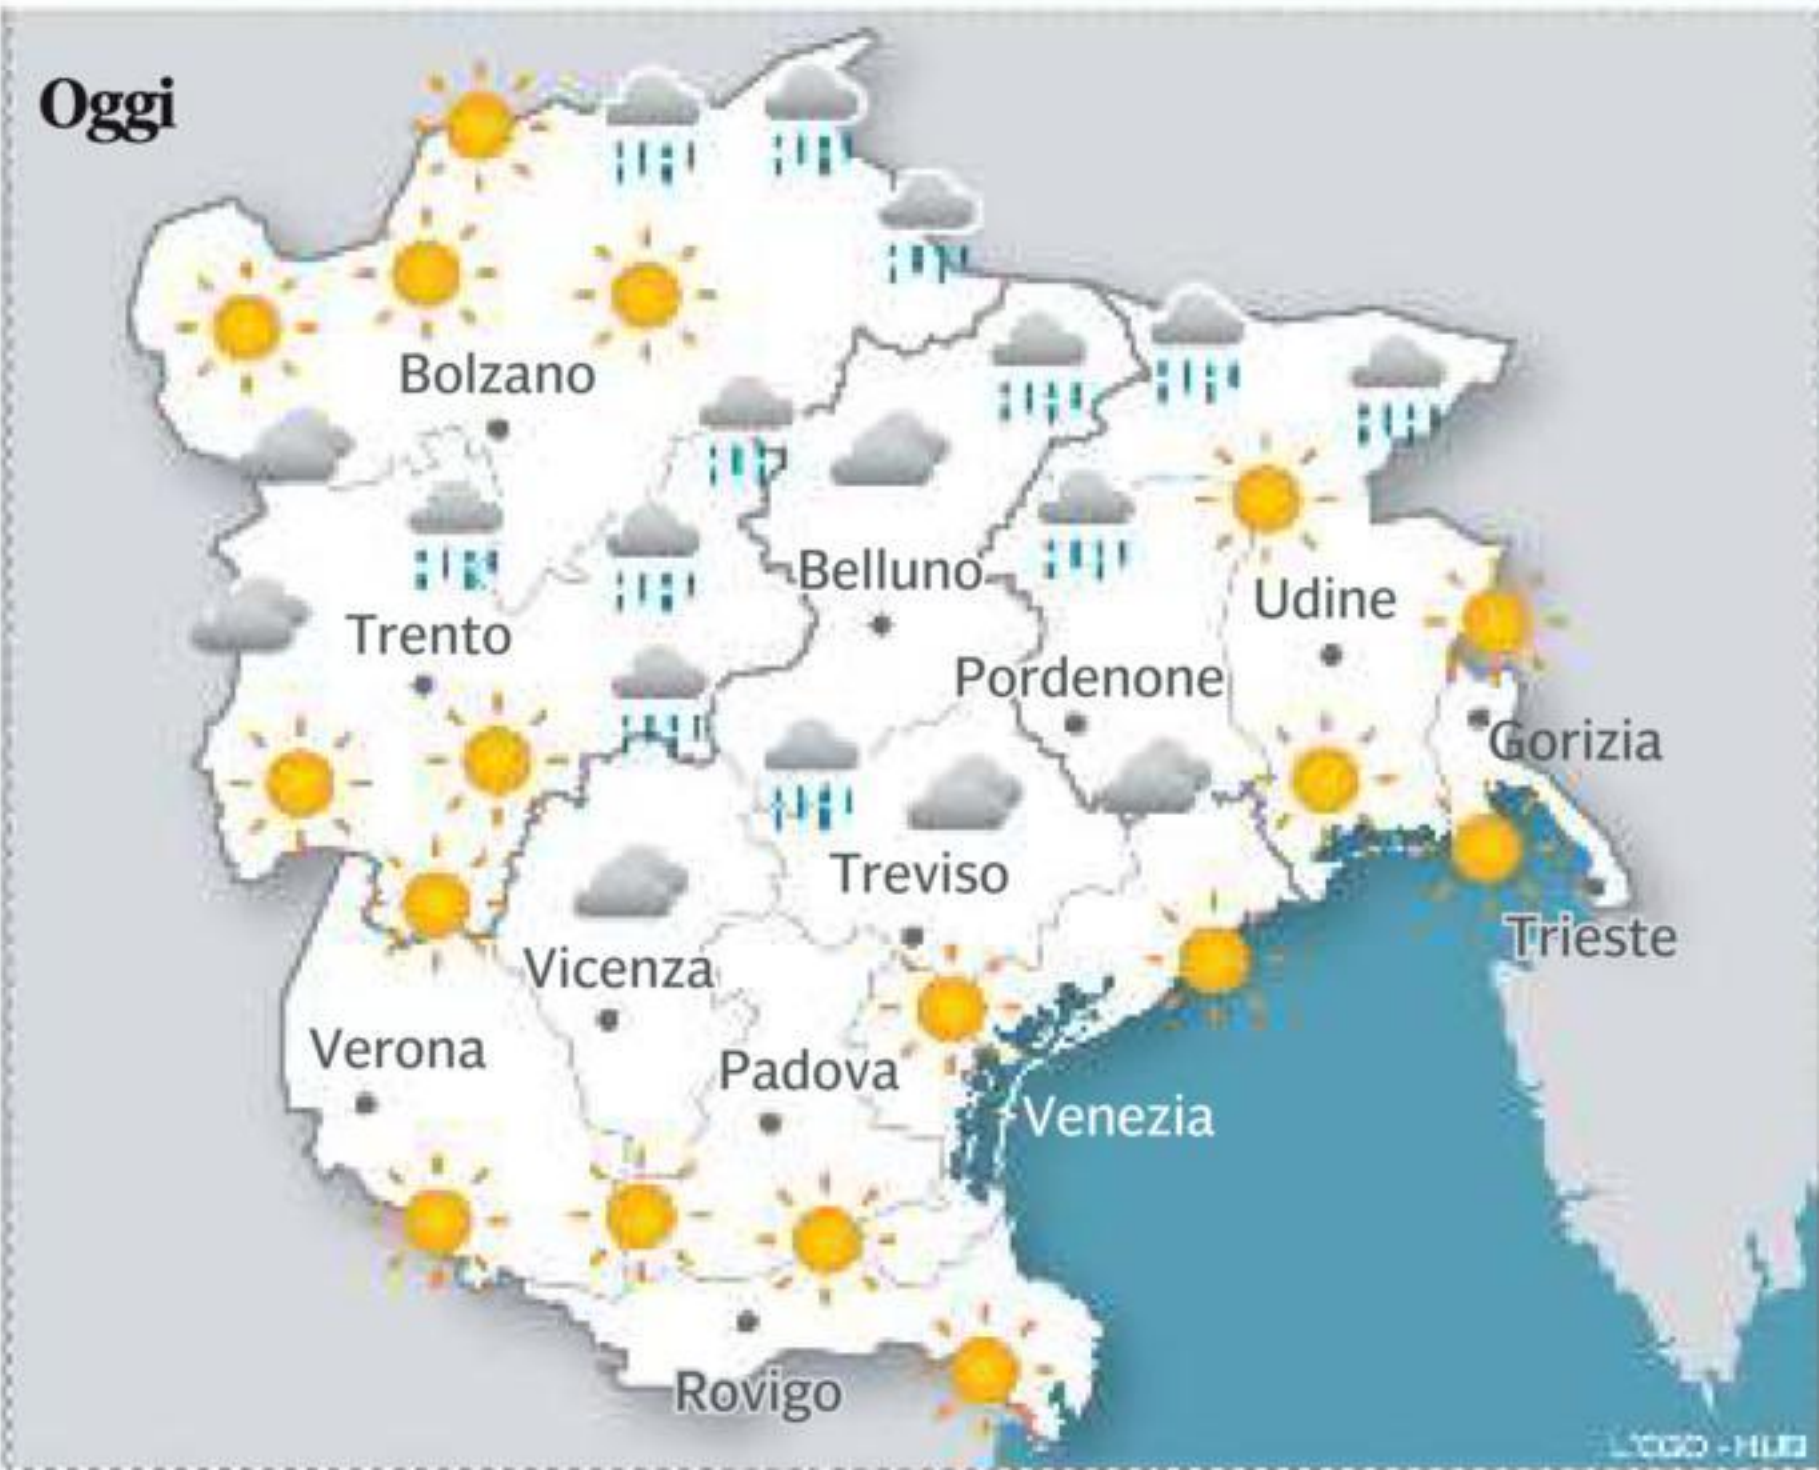 Oggi
Bolzano
Belluno
Udine
Trento
Pordenone
Gorizia
Treviso
Trieste
Vicenza
Verona
Padova
Venezia
Rovigo